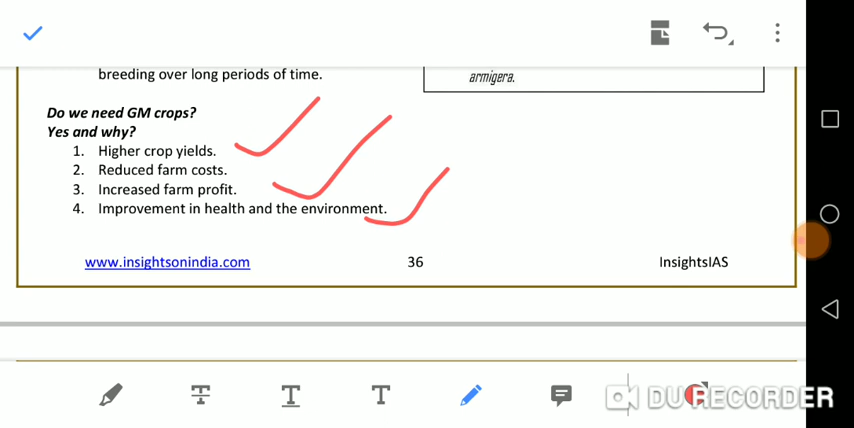 breeding over long periods of time.
armigera.
Do we need GM crops?
Yes and why?
1. Higher crop yields.
2. Reduced farm costs.
3. Increased farm profit.
4. Improvement in health and the environment.
www.insightsonindia.com 36 InsightsIAS
T T T
DU RECORDER